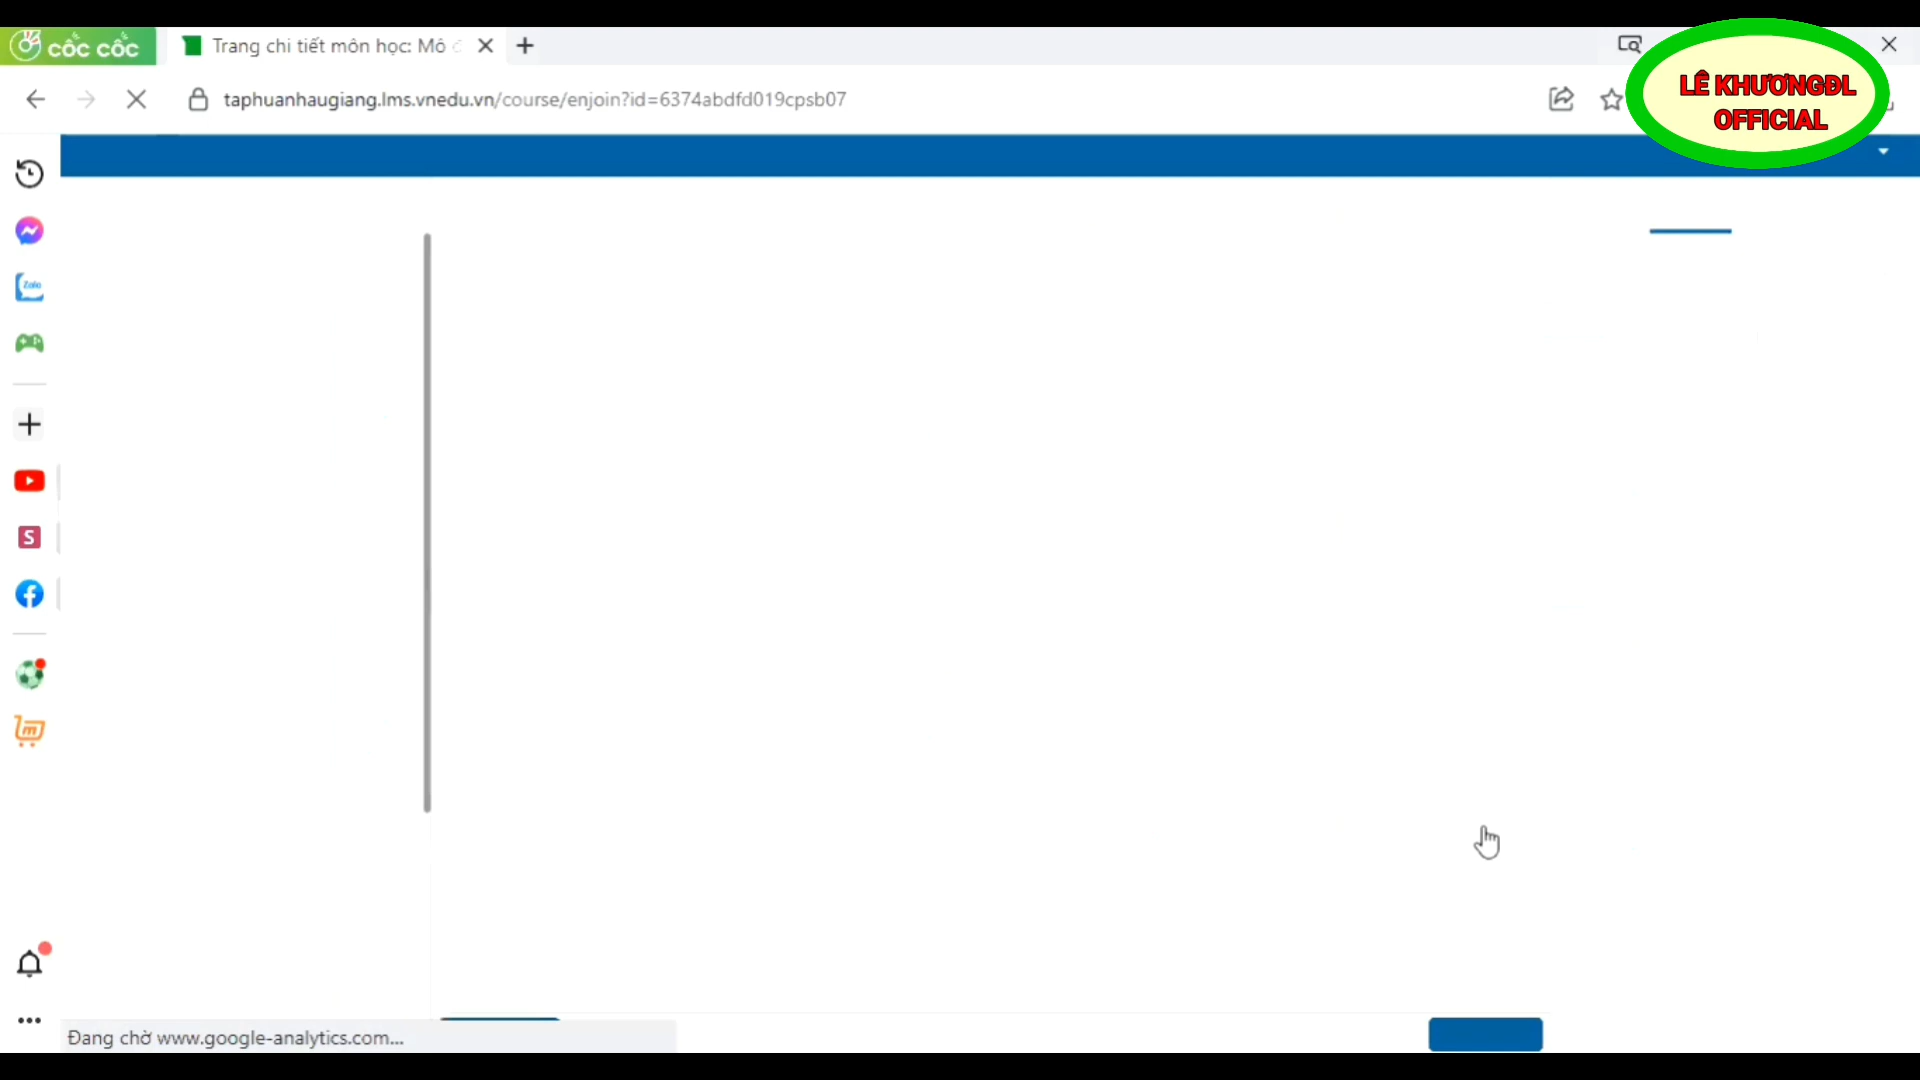 cốc cốc
Trang chi tiết môn học: Mô
LÊ KHƯƠNGĐL
OFFICIAL
taphuanhaugiang.lms.vnedu.vn/course/enjoin?id=6374abdfd019cpsb07
Zalo
S
m
Đang chờ www.google-analytics.com...